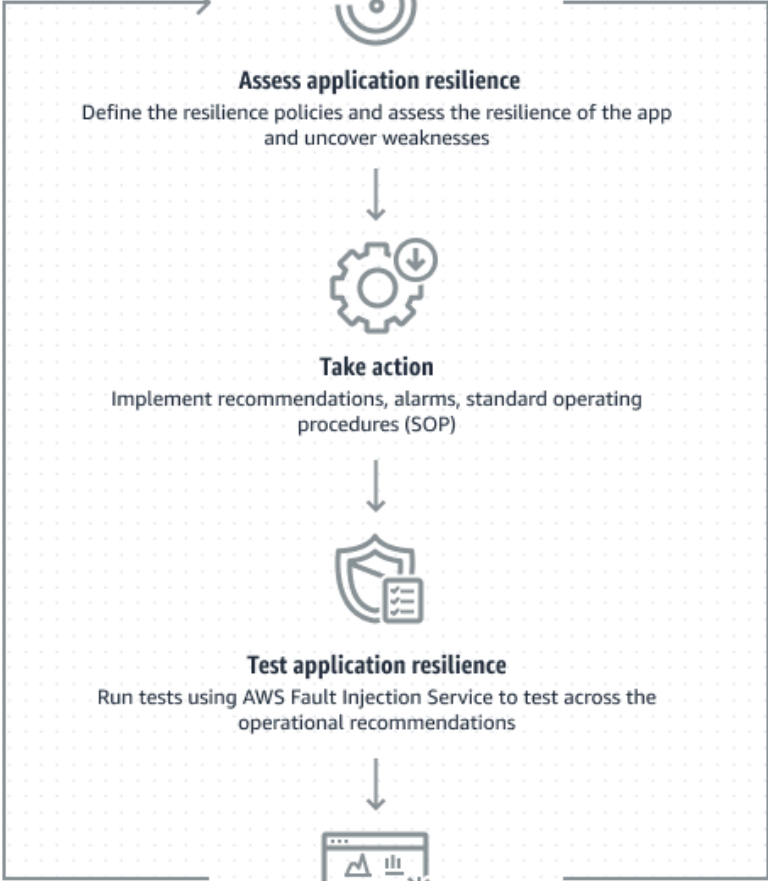 Assess application resilience
Define the resilience policies and assess the resilience of the app
and uncover weaknesses
Take action
Implement recommendations, alarms, standard operating
procedures (SOP)
Test application resilience
Run tests using AWS Fault Injection Service to test across the
operational recommendations